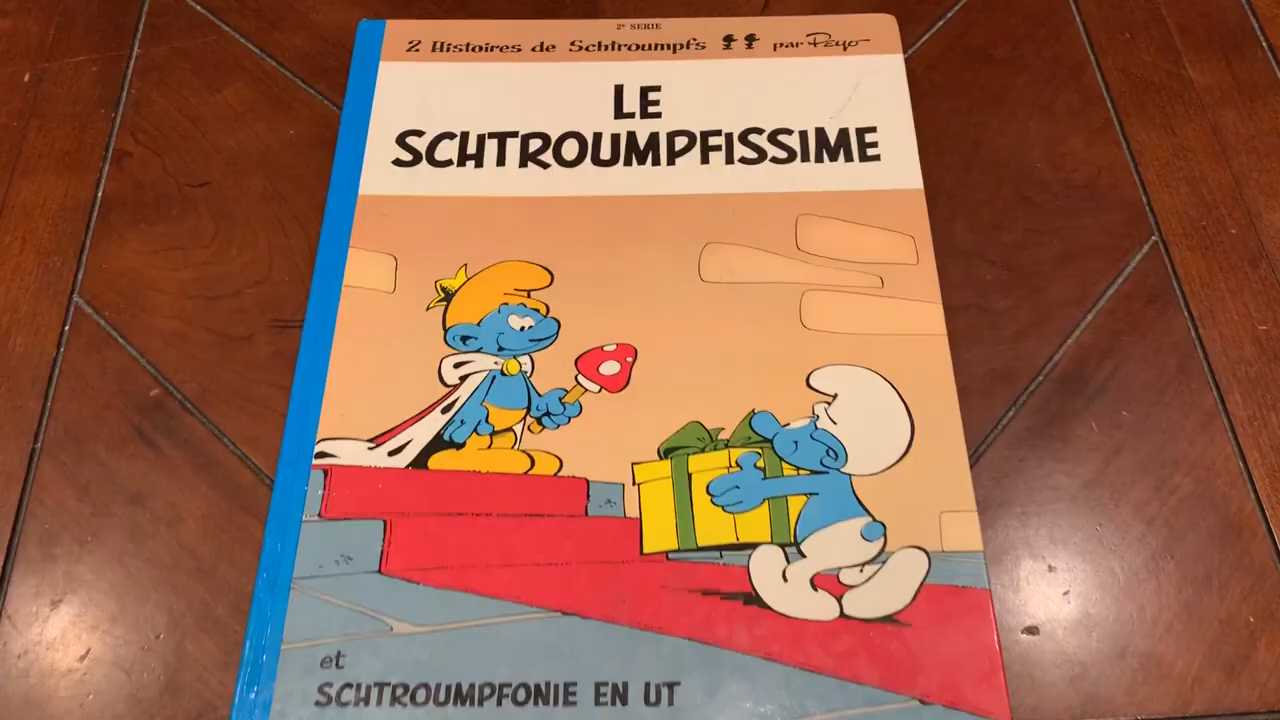 2e SERIE
2 Histoires de Schtroumpfs par Peyo
LE
SCHTROUMPFISSIME
et
SCHTROUMPFONIE EN UT